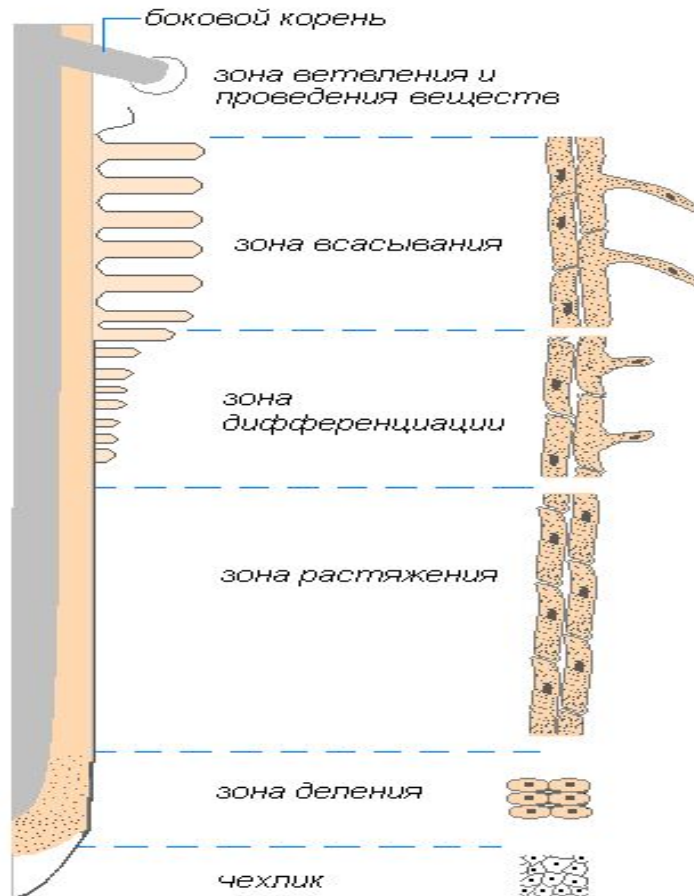 боковой корень
зона ветвления и
проведения веществ
зона всасывания
зона
дифференциации
зона растяжения
зона деления
чехлик